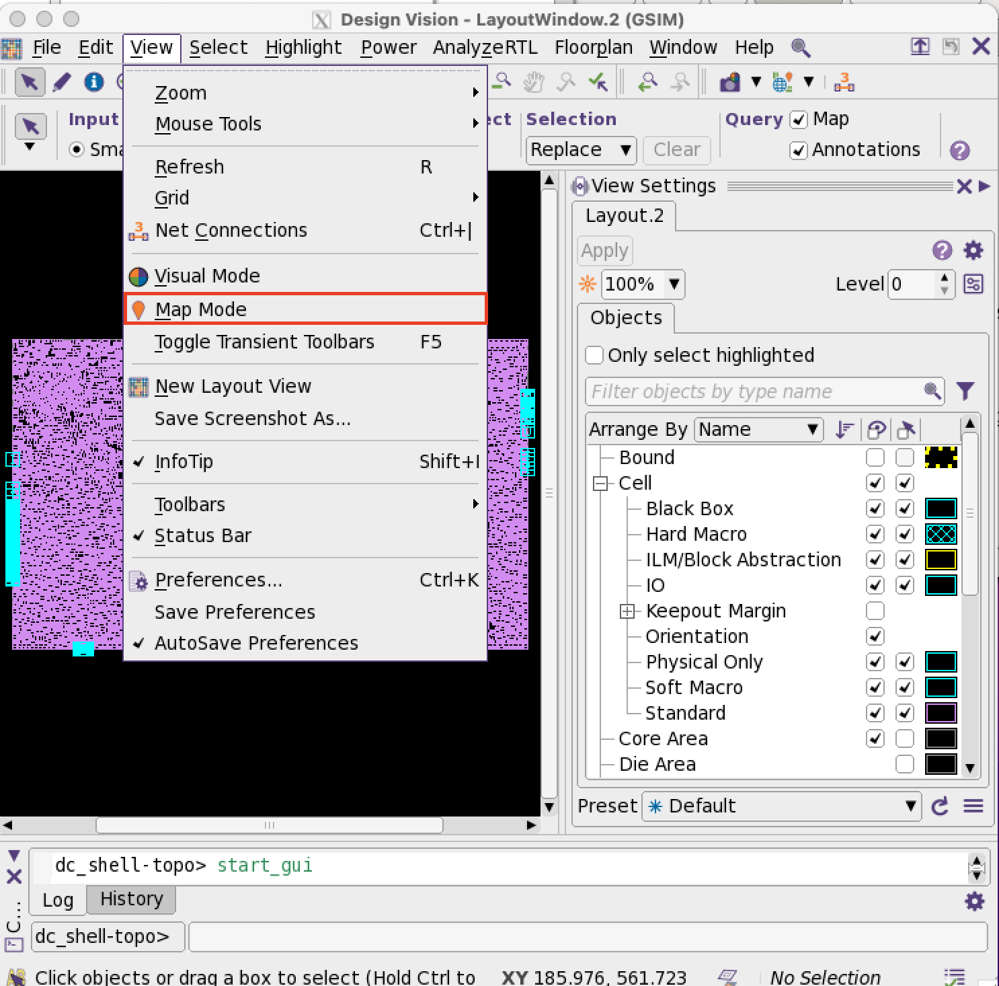 Design Vision - LayoutWindow.2 (GSIM)
File Edit View Select Highlight Power AnalyzeRTL Floorplan Window Help
Input
ect
Selection
Query
Map
Sma
Replace
Clear
Annotations
Zoom
Mouse Tools
Refresh R
Grid
Net Connections Ctrl+|
Visual Mode
Map Mode
Toggle Transient Toolbars F5
New Layout View
Save Screenshot As...
InfoTip Shift+I
Toolbars
Status Bar
Preferences... Ctrl+K
Save Preferences
AutoSave Preferences
View Settings
Layout.2
Apply
100%
Level 0
Objects
Only select highlighted
Filter objects by type name
Arrange By Name
Bound
Cell
Black Box
Hard Macro
ILM/Block Abstraction
IO
Keepout Margin
Orientation
Physical Only
Soft Macro
Standard
Core Area
Die Area
Preset Default
dc_shell-topo> start_gui
Log History
C...
dc_shell-topo>
Click objects or drag a box to select (Hold Ctrl to XY 185.976, 561.723 No Selection